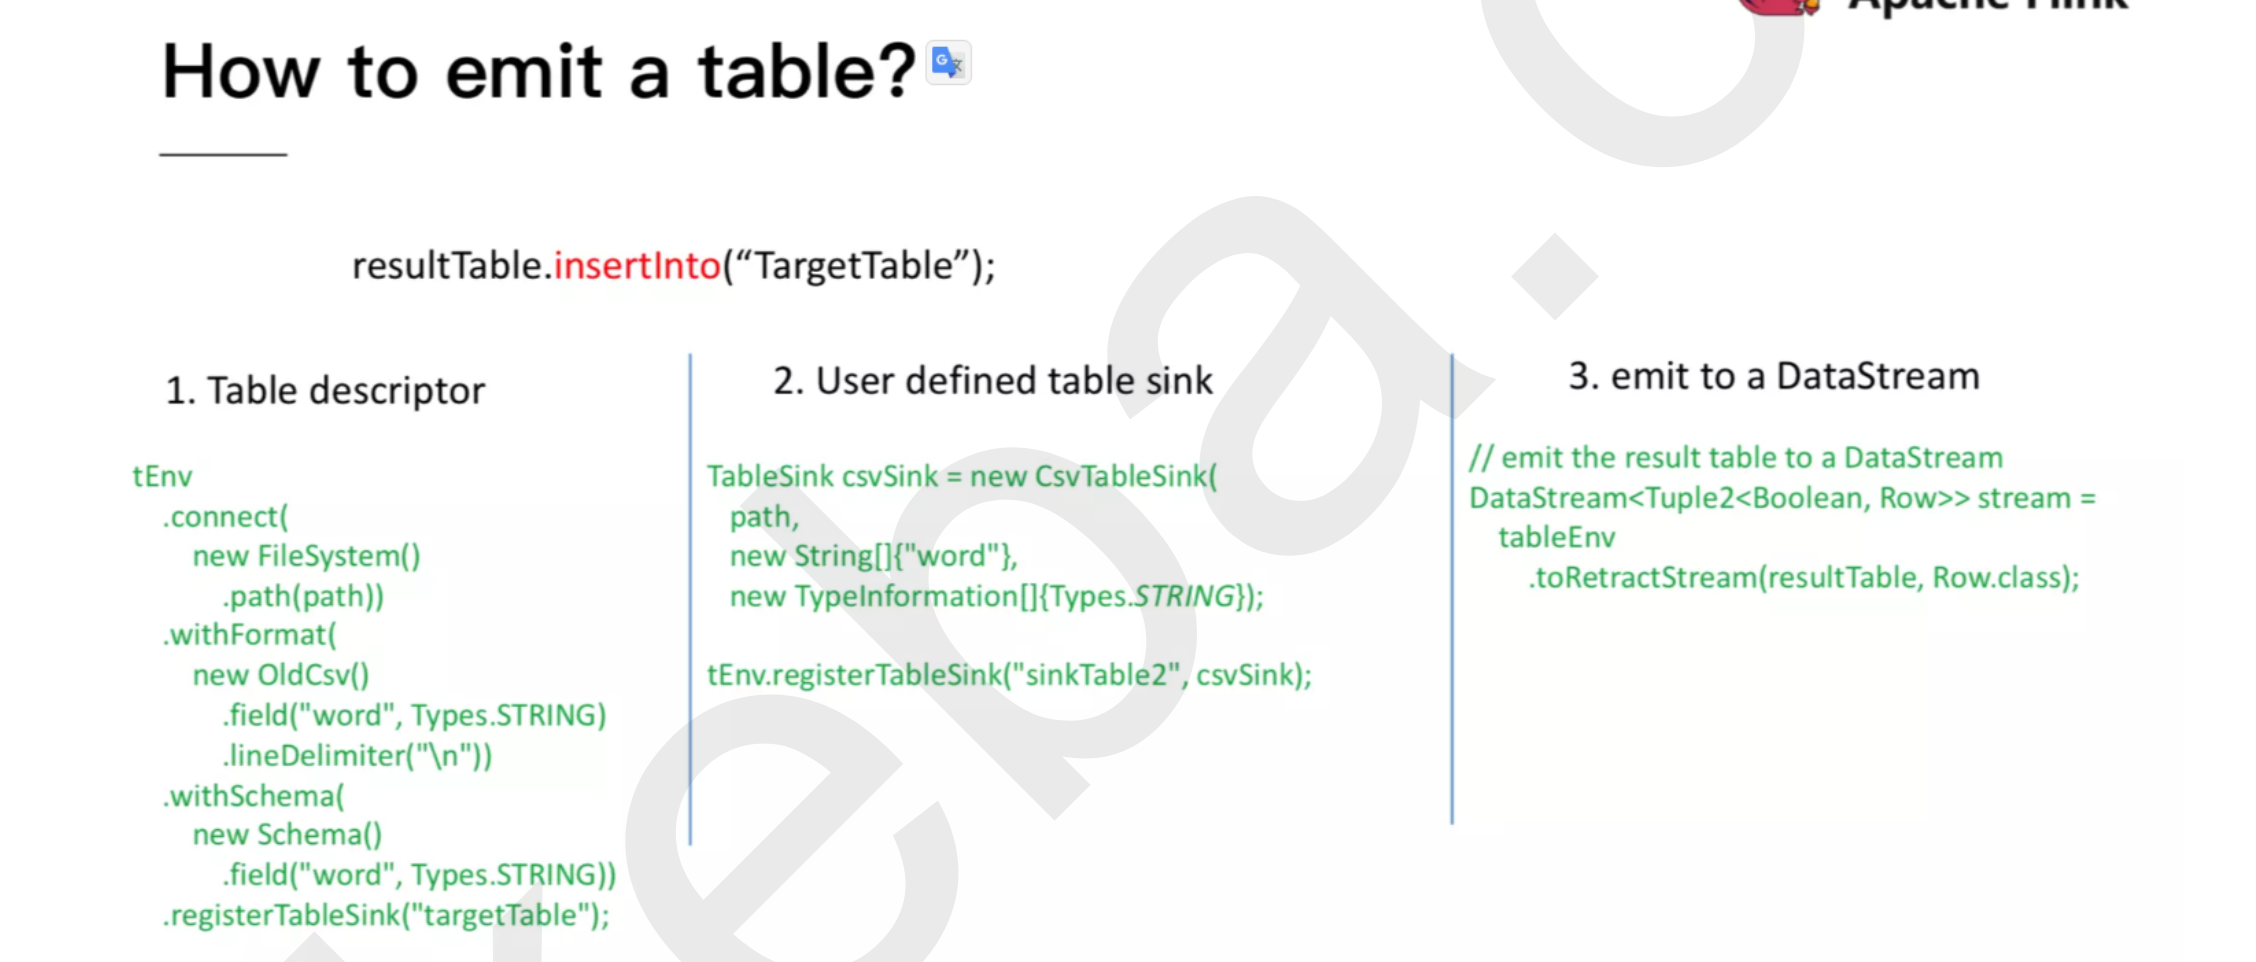 Apache Flink
How to emit a table?
resultTable.insertInto(“TargetTable”);
1. Table descriptor
tEnv
.connect(
new FileSystem()
.path(path))
.withFormat(
new OldCsv()
.field("word", Types.STRING)
.lineDelimiter("\n"))
.withSchema(
new Schema()
.field("word", Types.STRING))
.registerTableSink("targetTable");
2. User defined table sink
TableSink csvSink = new CsvTableSink(
path,
new String[]{"word"},
new TypeInformation[]{Types.STRING});
tEnv.registerTableSink("sinkTable2", csvSink);
3. emit to a DataStream
// emit the result table to a DataStream
DataStream<Tuple2<Boolean, Row>> stream =
tableEnv
.toRetractStream(resultTable, Row.class);